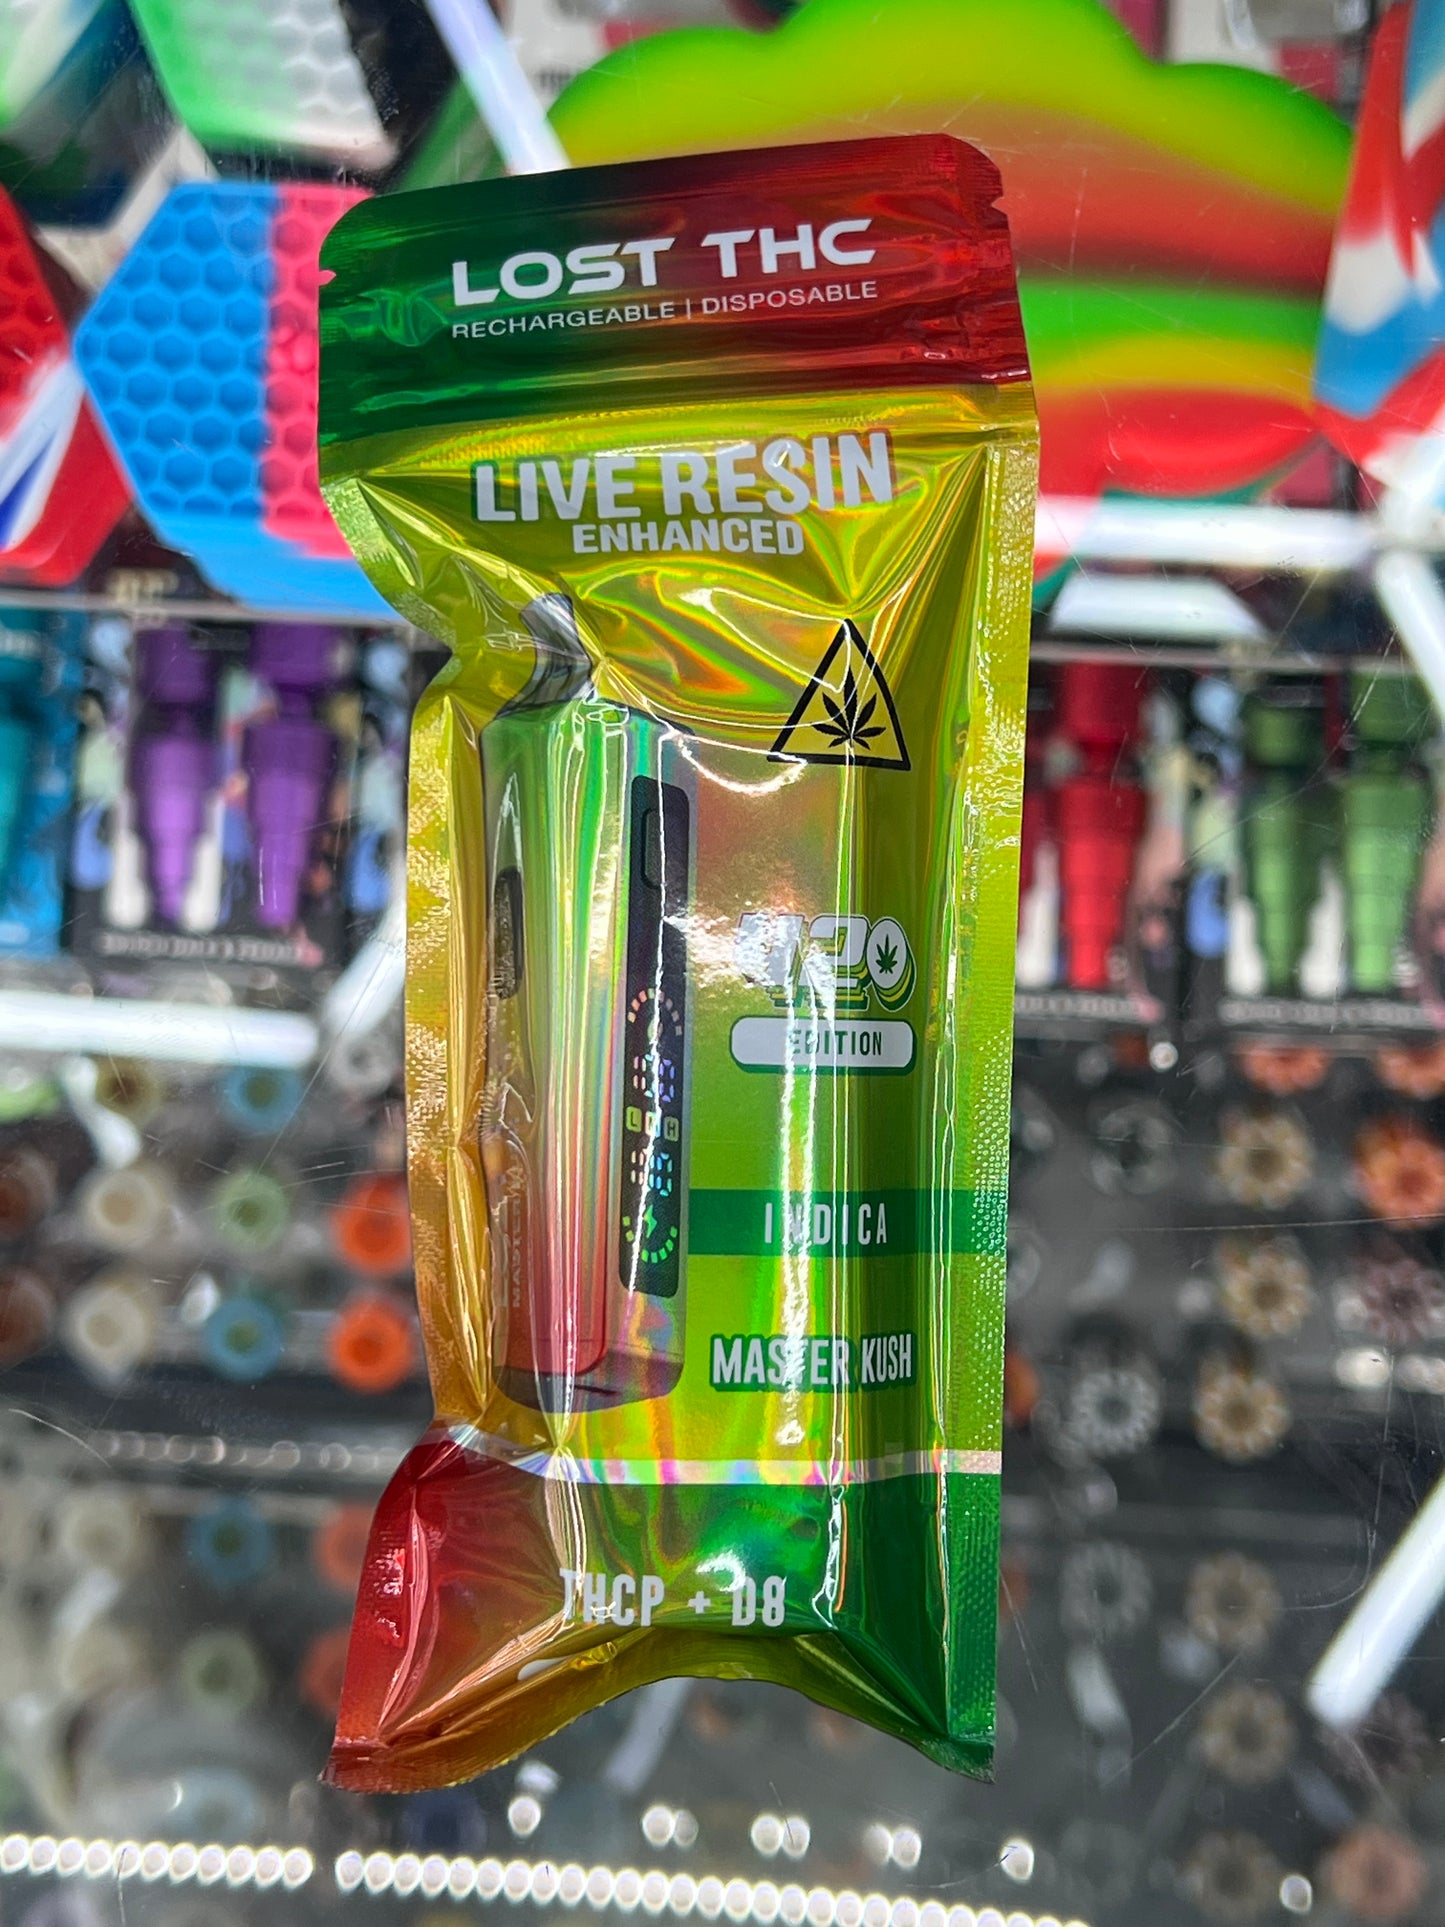 LOST THC
RECHARGEABLE | DISPOSABLE
LIVE RESIN
ENHANCED
420
EDITION
INDICA
MASTER KUSH
THCP + D8